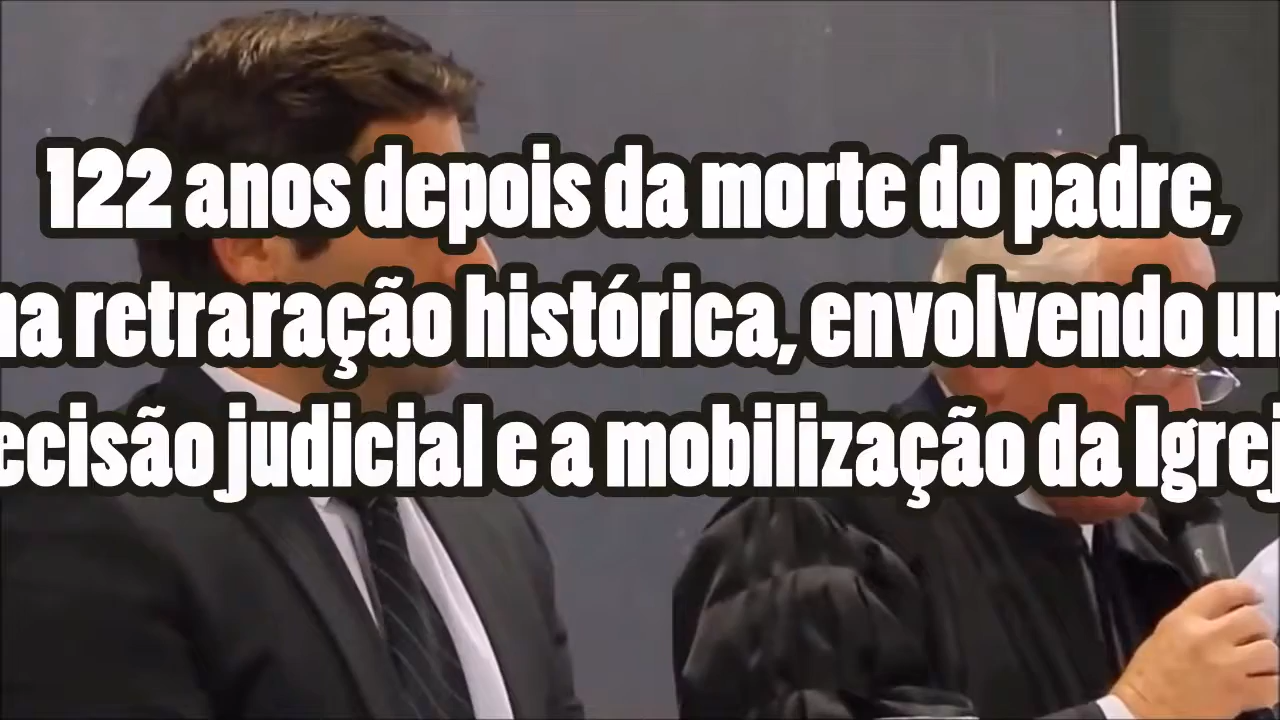 122 anos depois da morte do padre,
retraração histórica, envolvendo
judicial e a mobilização da